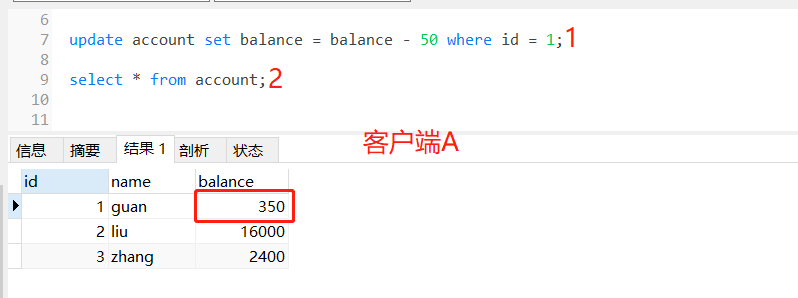 6
7 update account set balance = balance - 50 where id = 1; 1
8
9 select * from account; 2
10
11
客户端A
信息 摘要 结果 1 剖析 状态
id name balance
1 guan 350
2 liu 16000
3 zhang 2400